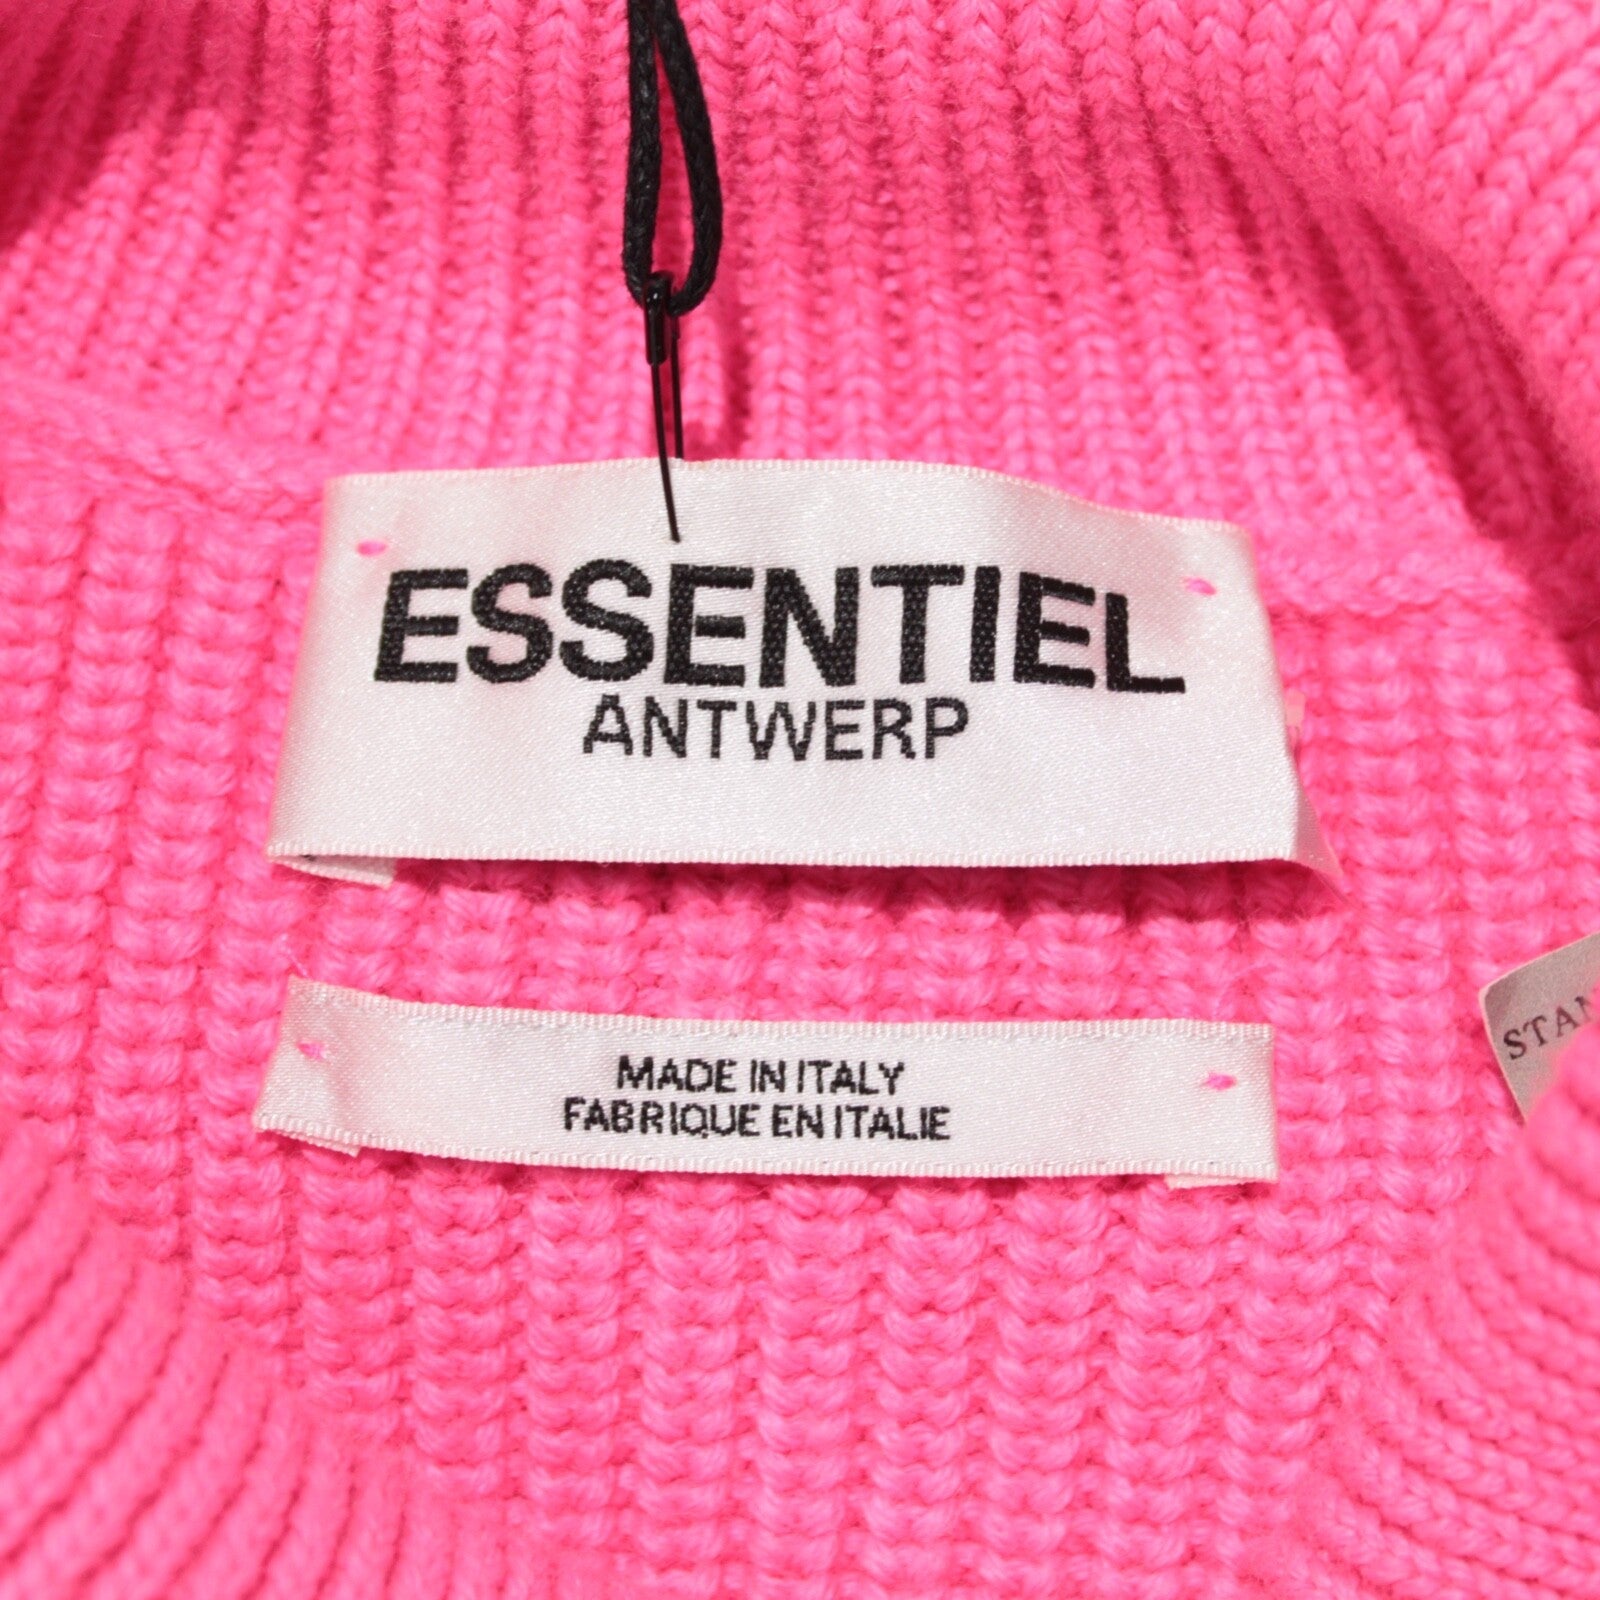 ESSENTIEL
ANTWERP
MADE IN ITALY
FABRIQUE EN ITALIE